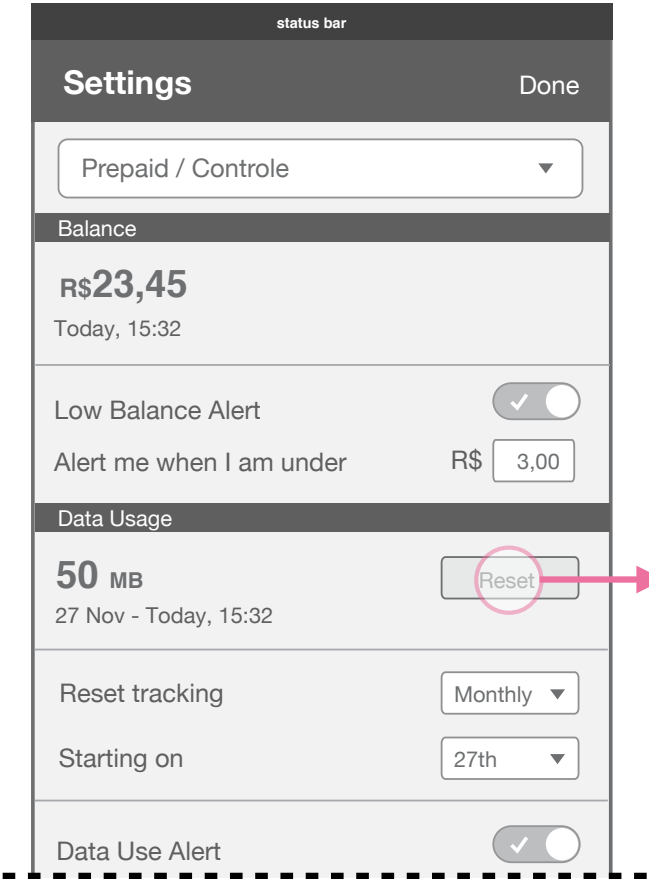 status bar
Settings Done
Prepaid / Controle
Balance
R$23,45
Today, 15:32
Low Balance Alert
Alert me when I am under R$ 3,00
Data Usage
50 MB Reset
27 Nov - Today, 15:32
Reset tracking Monthly
Starting on 27th
Data Use Alert